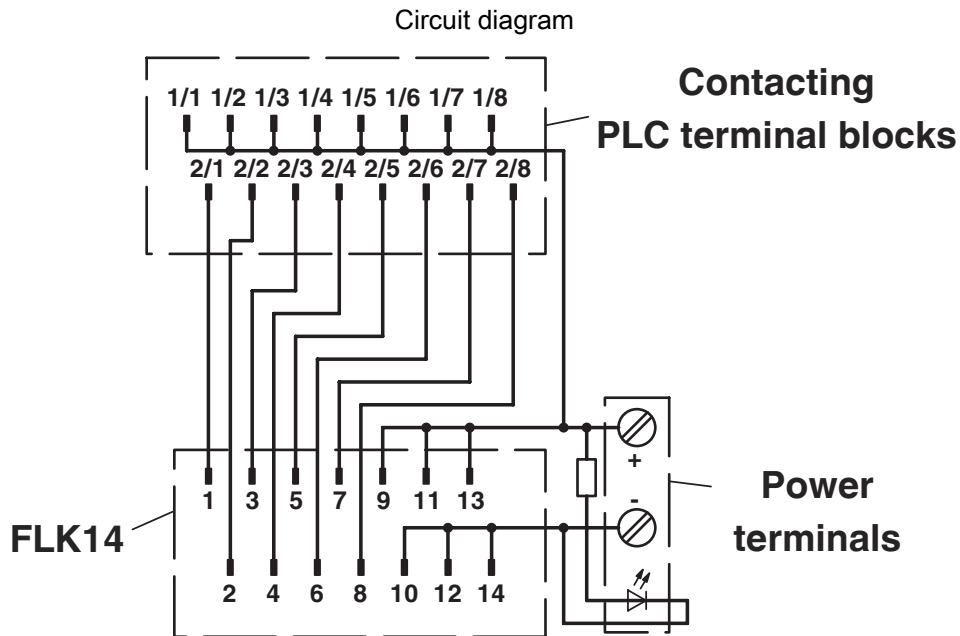 Circuit diagram
1/1 1/2 1/3 1/4 1/5 1/6 1/7 1/8
Contacting
PLC terminal blocks
2/1 2/2 2/3 2/4 2/5 2/6 2/7 2/8
+
-
1 3 5 7 9 11 13
Power
terminals
FLK14
2 4 6 8 10 12 14